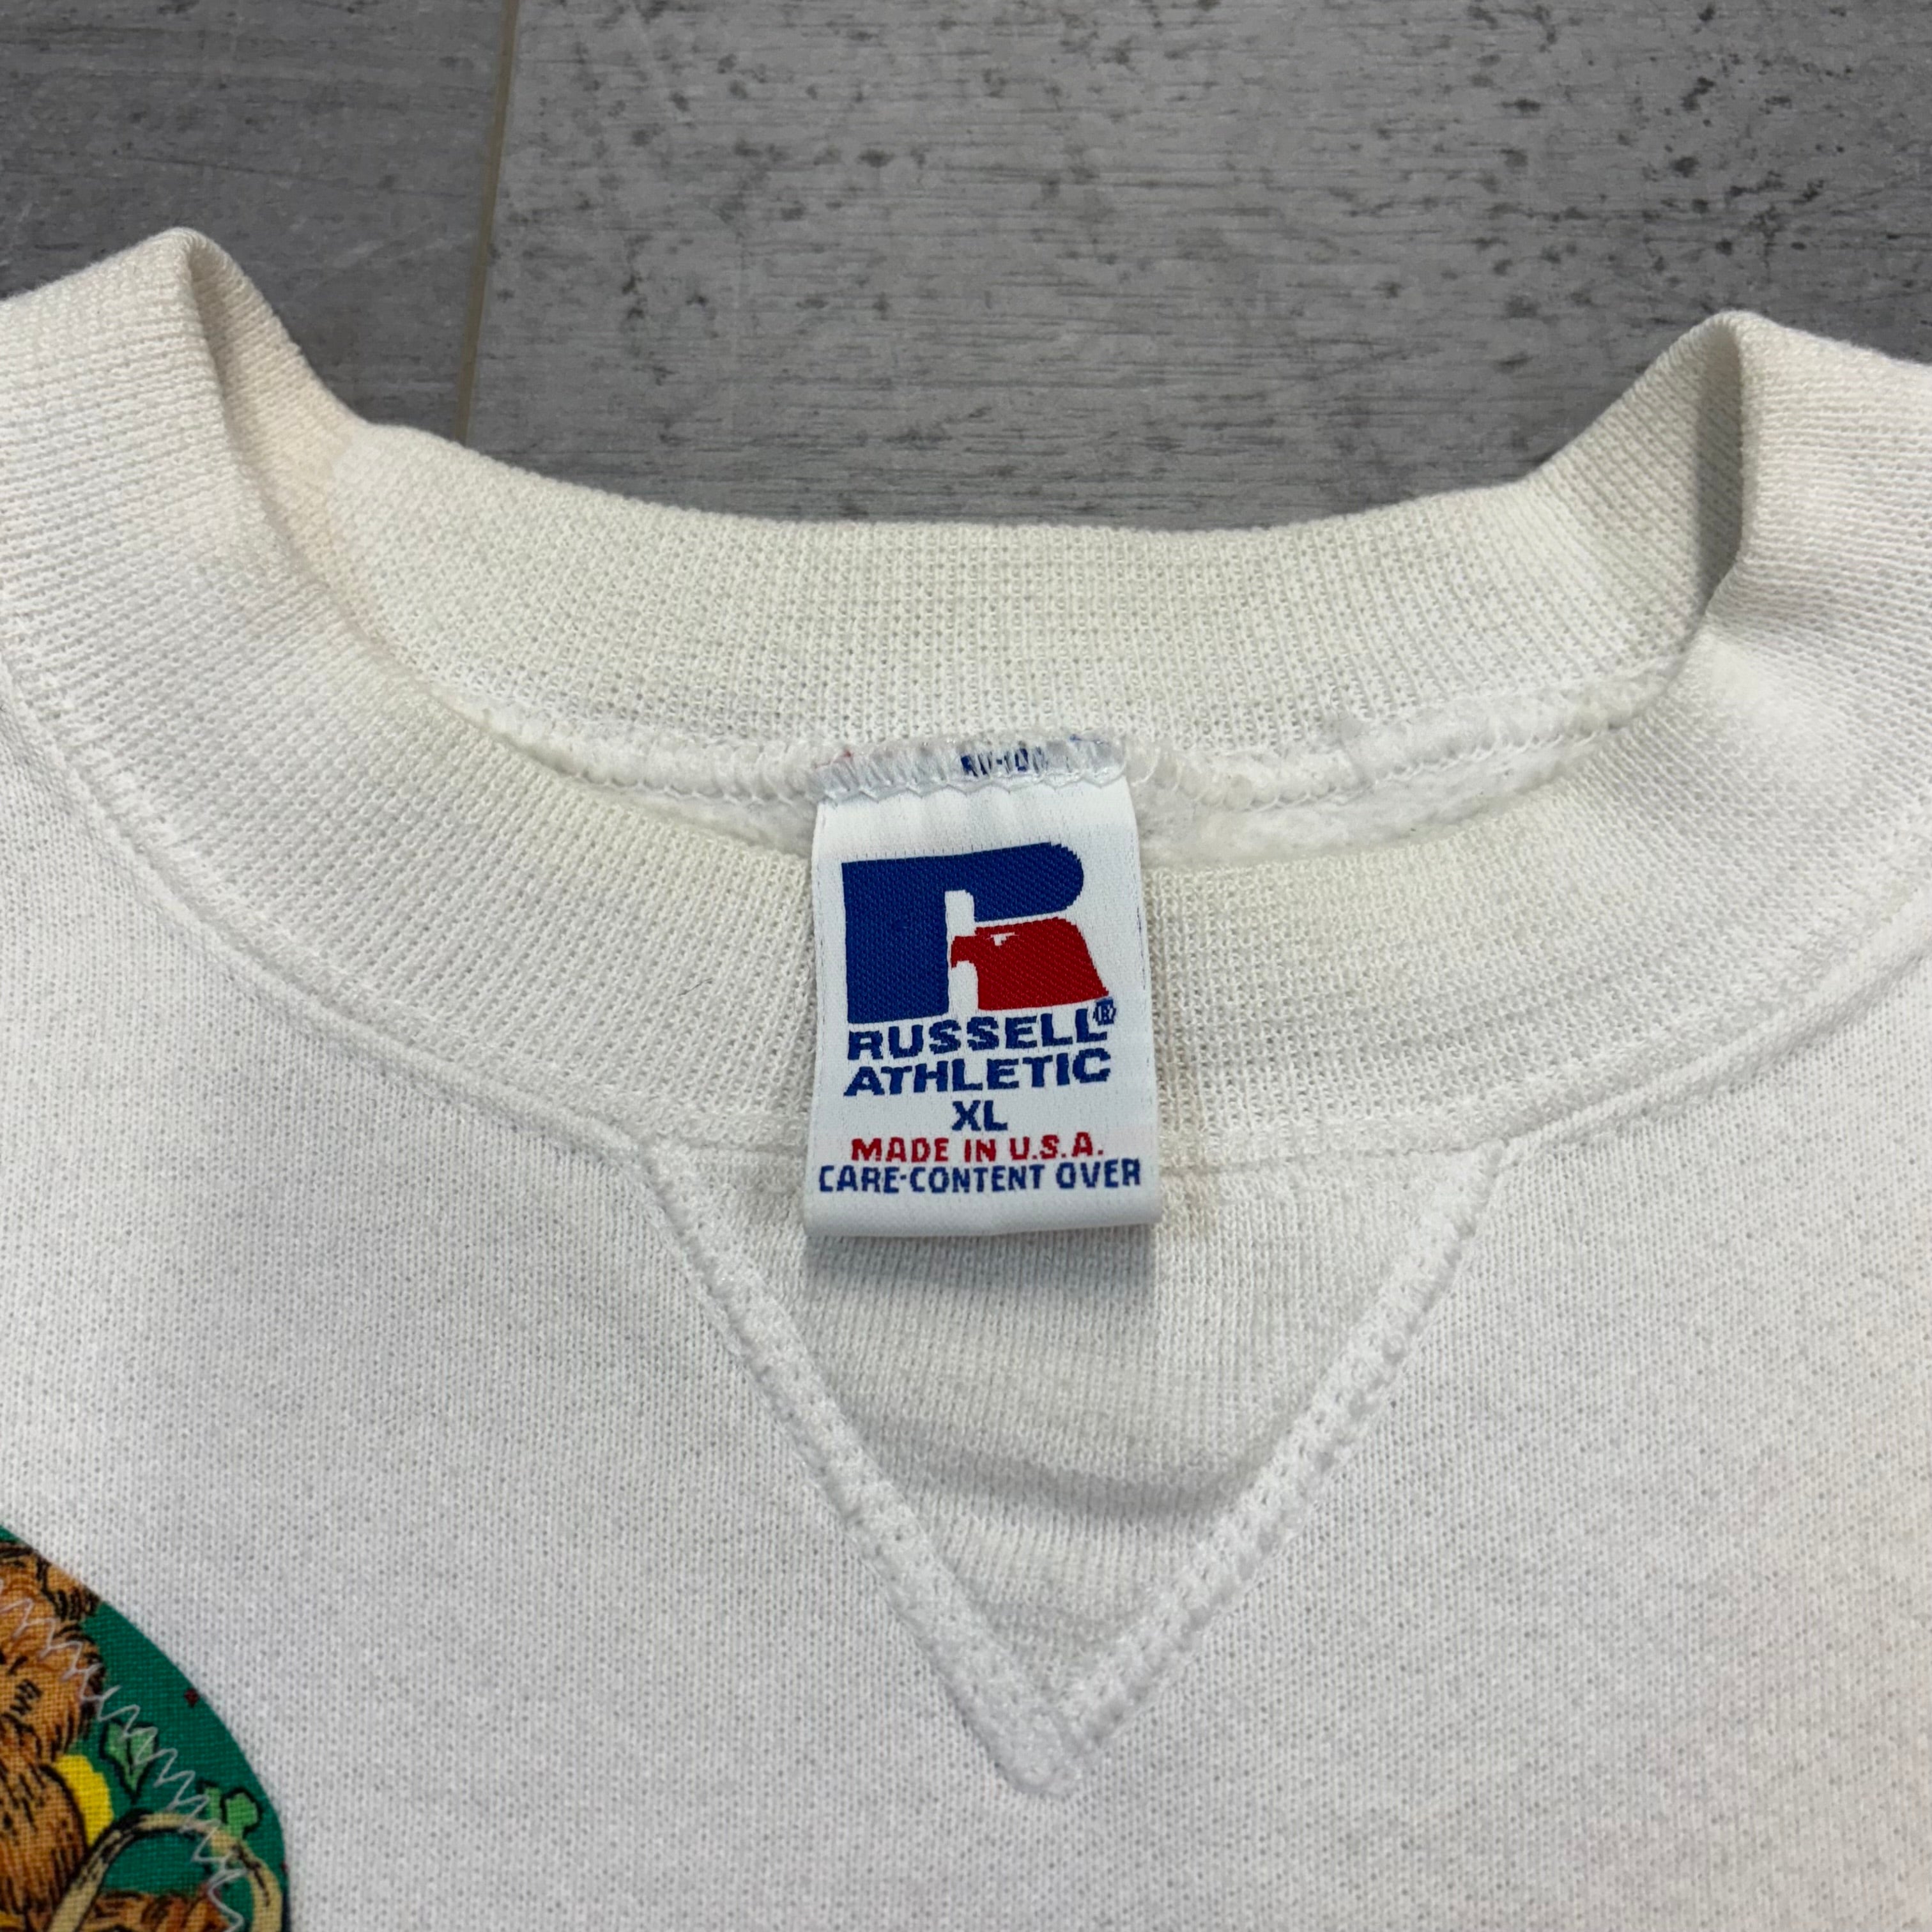 RUSSELL®
ATHLETIC
XL
MADE IN U.S.A.
CARE-CONTENT OVER